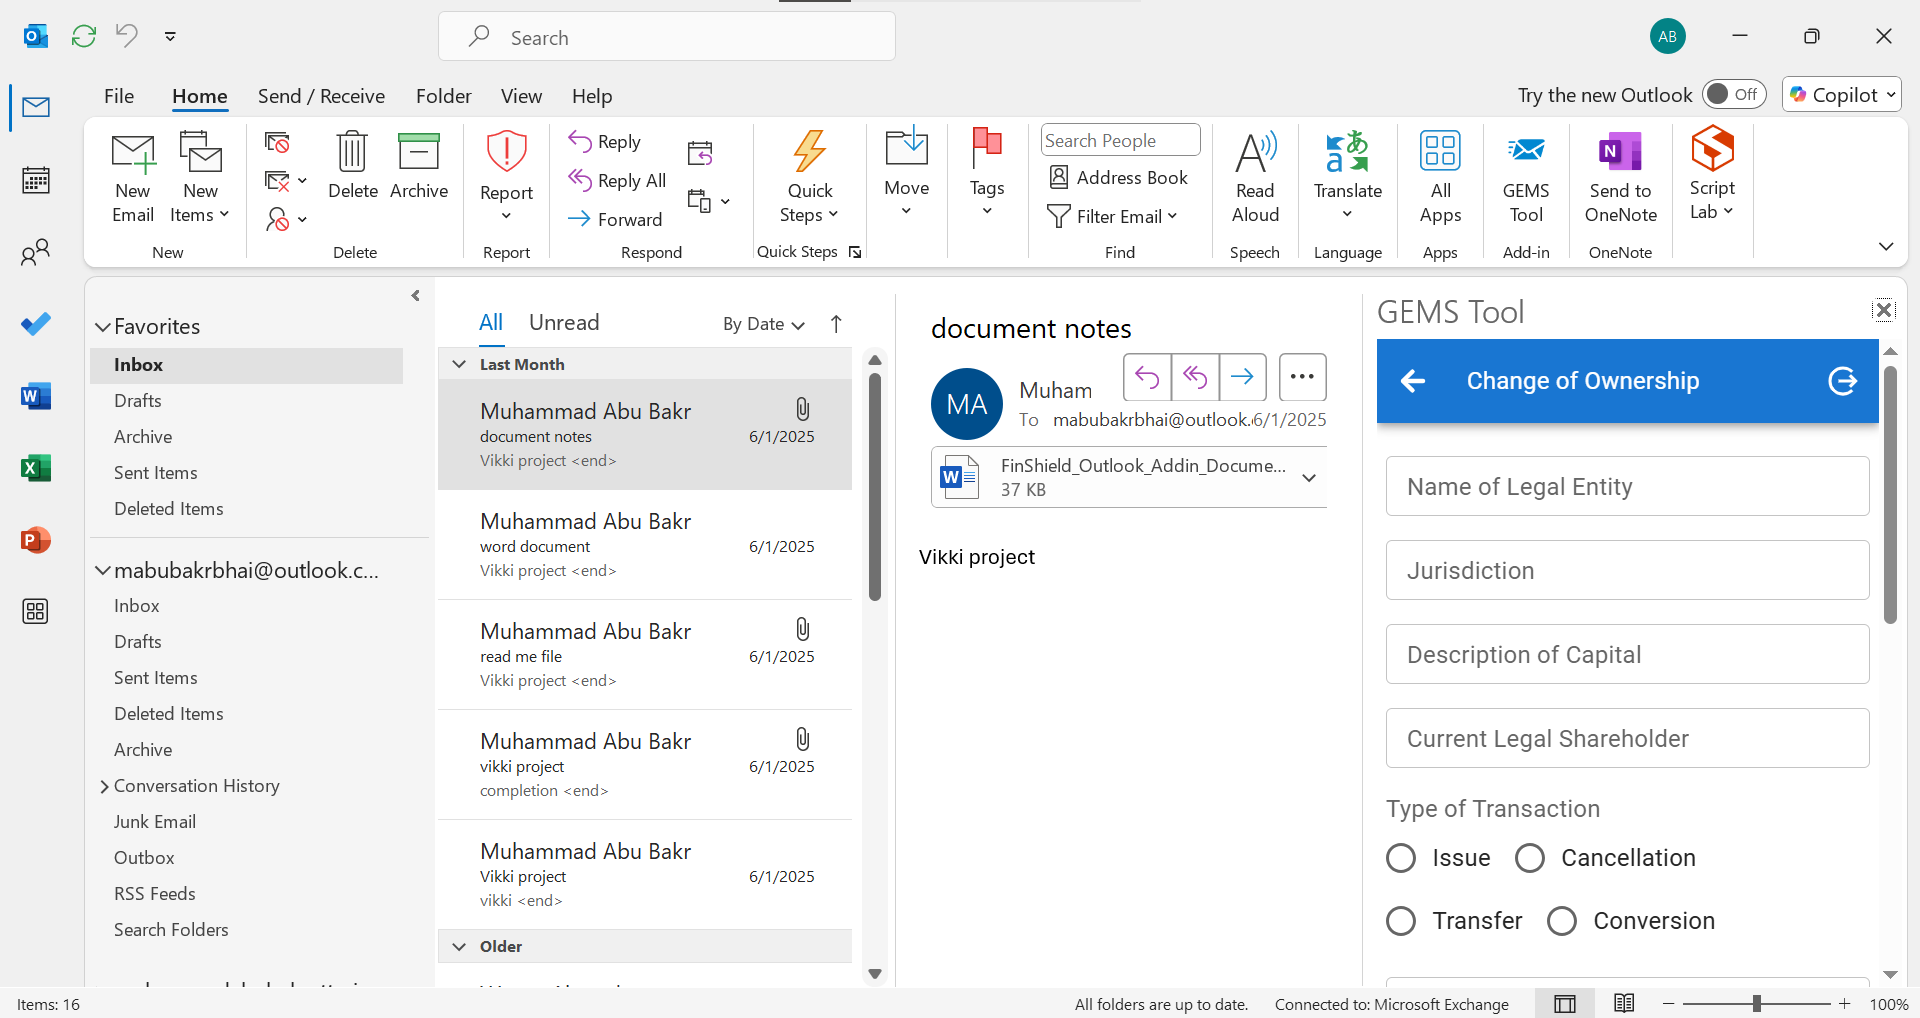 Search
AB
File
Home
Send / Receive
Folder
View
Help
Try the new Outlook
Off
Copilot
New
Email
New
Items
New
Delete
Archive
Delete
Report
Report
Reply
Reply All
Forward
Respond
Quick
Steps
Quick Steps
Move
Tags
Search People
Address Book
Filter Email
Find
Read
Aloud
Speech
Translate
Language
All
Apps
Apps
GEMS
Tool
Add-in
Send to
OneNote
OneNote
Script
Lab
Favorites
Inbox
Drafts
Archive
Sent Items
Deleted Items
mabubakrbhai@outlook.c...
Inbox
Drafts
Sent Items
Deleted Items
Archive
Conversation History
Junk Email
Outbox
RSS Feeds
Search Folders
All
Unread
By Date
Last Month
Muhammad Abu Bakr
document notes
6/1/2025
Vikki project <end>
Muhammad Abu Bakr
word document
6/1/2025
Vikki project <end>
Muhammad Abu Bakr
read me file
6/1/2025
Vikki project <end>
Muhammad Abu Bakr
vikki project
6/1/2025
completion <end>
Muhammad Abu Bakr
Vikki project
6/1/2025
vikki <end>
Older
document notes
MA
Muham
To mabubakrbhai@outlook.
6/1/2025
FinShield_Outlook_Addin_Docume...
37 KB
Vikki project
GEMS Tool
Change of Ownership
Name of Legal Entity
Jurisdiction
Description of Capital
Current Legal Shareholder
Type of Transaction
Issue
Cancellation
Transfer
Conversion
Items: 16
All folders are up to date.
Connected to: Microsoft Exchange
100%